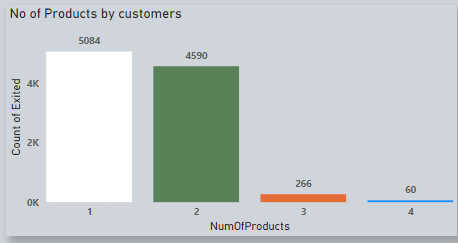 No of Products by customers
5084
4590
266
60
4K
2K
0K
Count of Exited
1 2 3 4
NumOfProducts